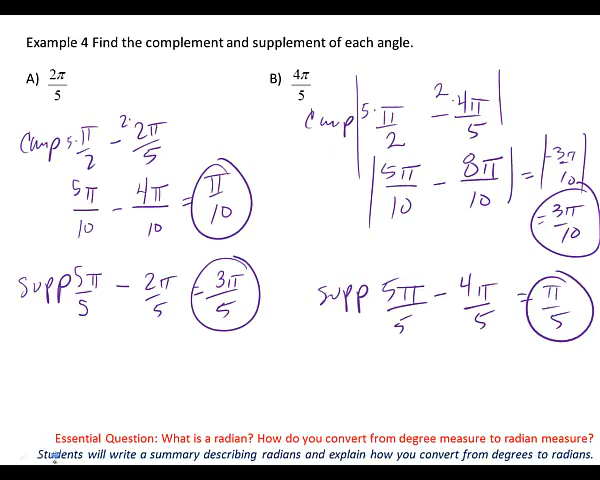 Example 4 Find the complement and supplement of each angle.
A) 2π/5
Comp 5·π/2 − 2·2π/5
5π/10 − 4π/10 = π/10
supp 5π/5 − 2π/5 = 3π/5
B) 4π/5
Comp |5·π/2 − 2·4π/5|
|5π/10 − 8π/10| = |-3π/10|
= 3π/10
supp 5π/5 − 4π/5 = π/5
Essential Question: What is a radian? How do you convert from degree measure to radian measure?
Students will write a summary describing radians and explain how you convert from degrees to radians.